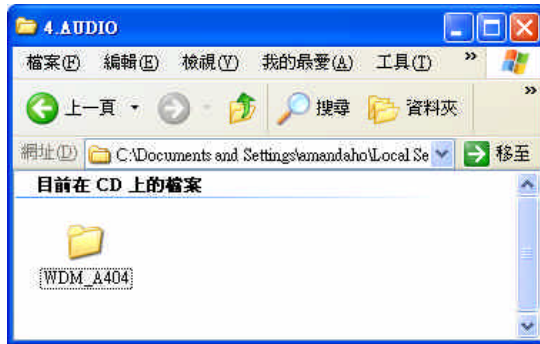 4.AUDIO
檔案(F) 編輯(E) 檢視(V) 我的最愛(A) 工具(T) »
上一頁 搜尋 資料夾 »
網址(D) C:\Documents and Settings\amandaho\Local Se 移至
目前在 CD 上的檔案
WDM_A404